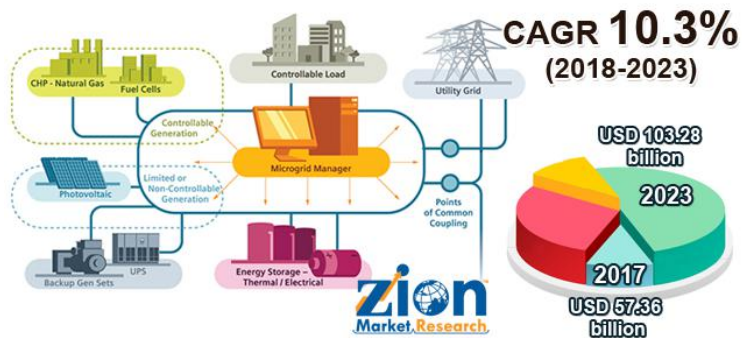 CAGR 10.3%
(2018-2023)
CHP - Natural Gas
Fuel Cells
Controllable Load
Utility Grid
Controllable
Generation
Microgrid Manager
Photovoltaic
Limited or
Non-Controllable
Generation
Points
of Common
Coupling
Backup Gen Sets
UPS
Energy Storage –
Thermal / Electrical
USD 103.28
billion
2023
2017
USD 57.36
billion
zion
Market.Research